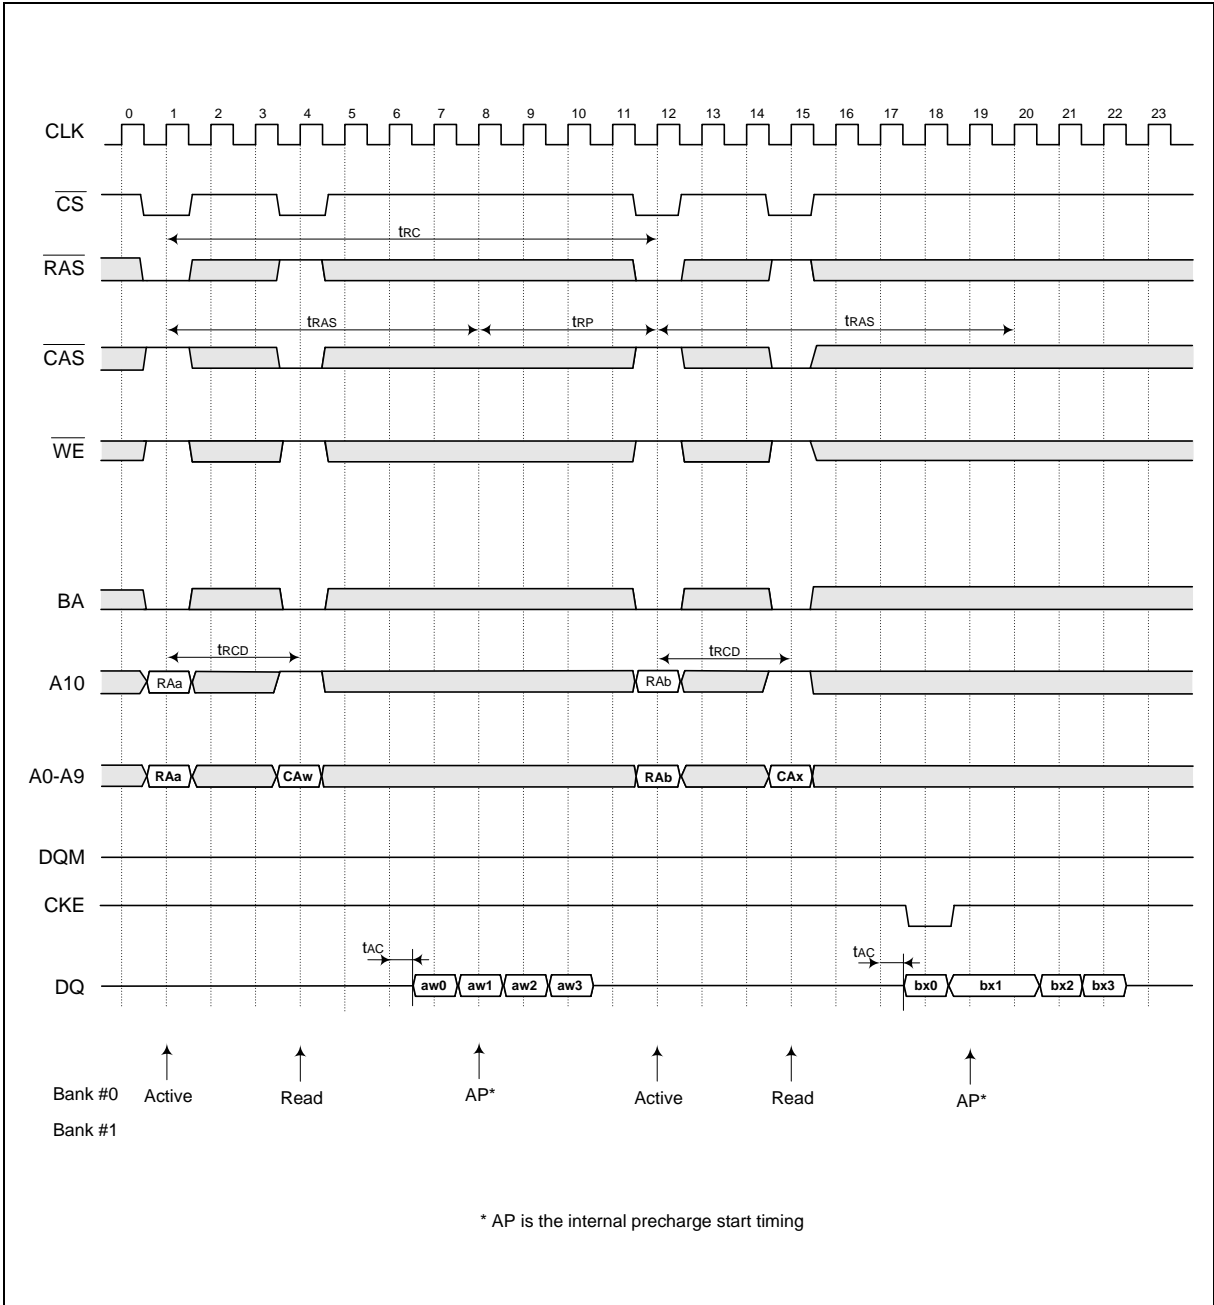 0 1 2 3 4 5 6 7 8 9 10 11 12 13 14 15 16 17 18 19 20 21 22 23
CLK
CS
tRC
RAS
tRAS tRP tRAS
CAS
WE
BA
tRCD tRCD
A10 RAa RAb
A0-A9 RAa CAw RAb CAx
DQM
CKE
tAC tAC
DQ aw0 aw1 aw2 aw3 bx0 bx1 bx2 bx3
Bank #0 Active Read AP* Active Read AP*
Bank #1
* AP is the internal precharge start timing